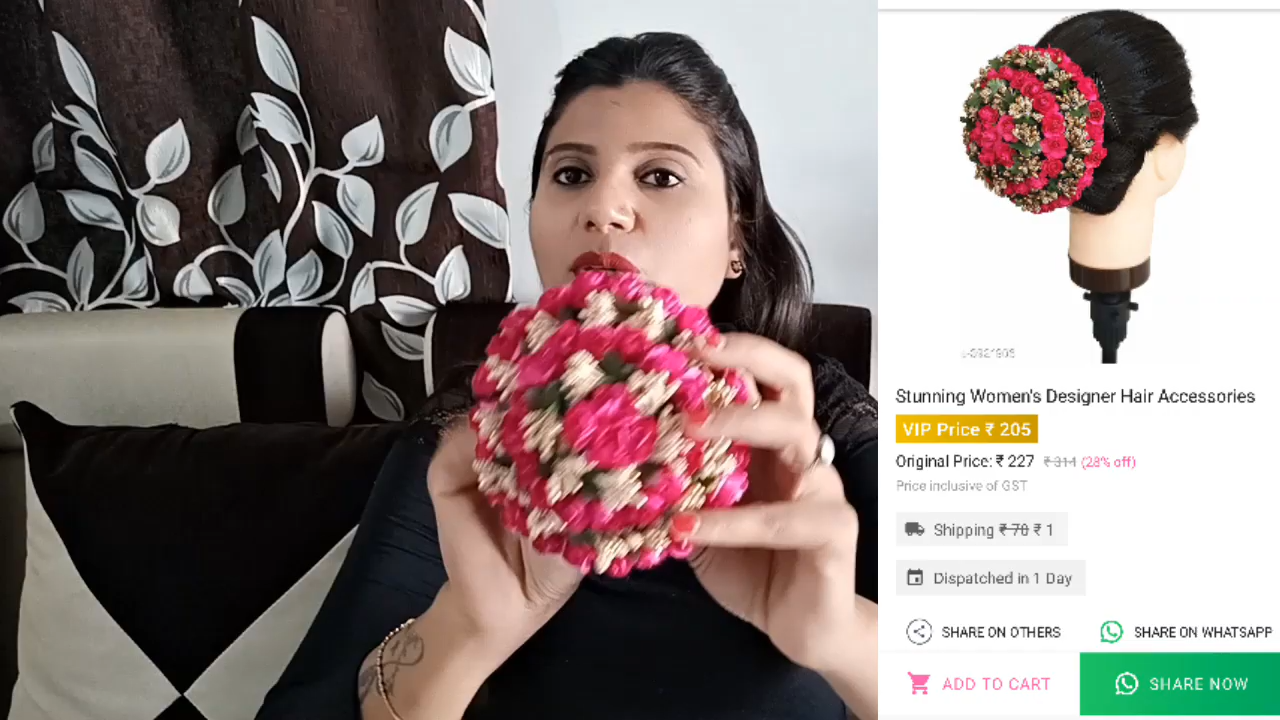 Stunning Women's Designer Hair Accessories
VIP Price ₹ 205
Original Price: ₹ 227 ₹ 314 (28% off)
Price inclusive of GST
Shipping ₹ 70 ₹ 1
Dispatched in 1 Day
SHARE ON OTHERS
SHARE ON WHATSAPP
ADD TO CART
SHARE NOW